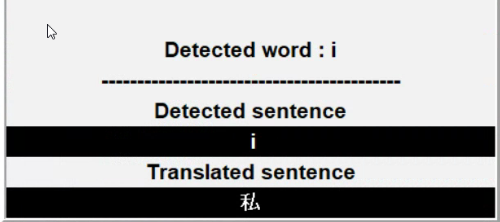 Detected word : i
------------------------------------------
Detected sentence
i
Translated sentence
私